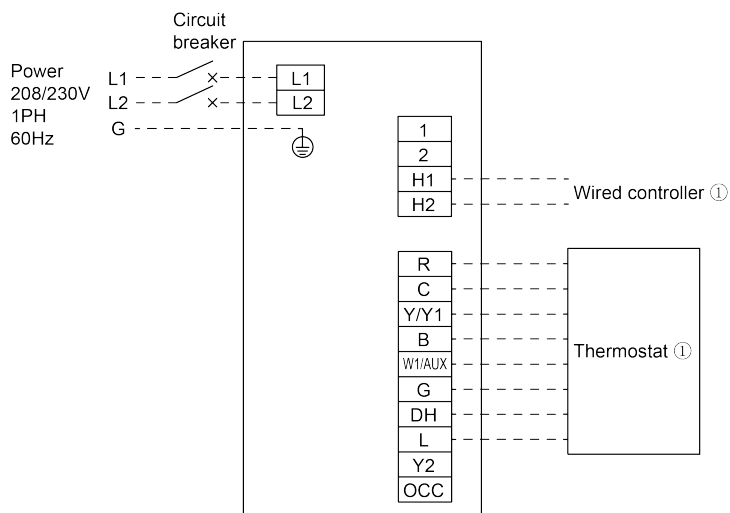 Circuit
breaker
Power
208/230V
1PH
60Hz
L1
L2
G
L1
L2
1
2
H1
H2
Wired controller ①
R
C
Y/Y1
B
W1/AUX
G
DH
L
Y2
OCC
Thermostat ①